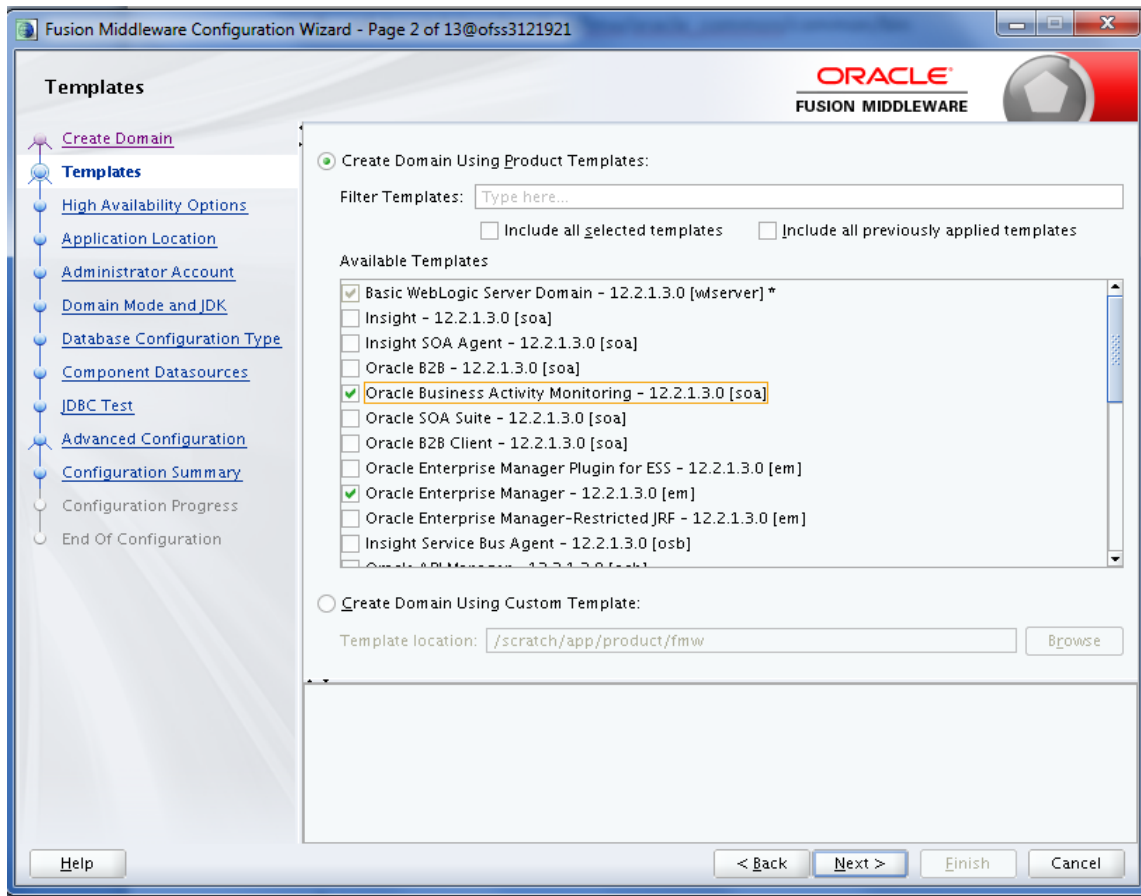 Fusion Middleware Configuration Wizard - Page 2 of 13@ofss3121921
Templates
ORACLE
FUSION MIDDLEWARE
Create Domain
Templates
High Availability Options
Application Location
Administrator Account
Domain Mode and JDK
Database Configuration Type
Component Datasources
JDBC Test
Advanced Configuration
Configuration Summary
Configuration Progress
End Of Configuration
Create Domain Using Product Templates:
Filter Templates: Type here...
Include all selected templates Include all previously applied templates
Available Templates
Basic WebLogic Server Domain - 12.2.1.3.0 [wlserver] *
Insight - 12.2.1.3.0 [soa]
Insight SOA Agent - 12.2.1.3.0 [soa]
Oracle B2B - 12.2.1.3.0 [soa]
Oracle Business Activity Monitoring - 12.2.1.3.0 [soa]
Oracle SOA Suite - 12.2.1.3.0 [soa]
Oracle B2B Client - 12.2.1.3.0 [soa]
Oracle Enterprise Manager Plugin for ESS - 12.2.1.3.0 [em]
Oracle Enterprise Manager - 12.2.1.3.0 [em]
Oracle Enterprise Manager-Restricted JRF - 12.2.1.3.0 [em]
Insight Service Bus Agent - 12.2.1.3.0 [osb]
Create Domain Using Custom Template:
Template location: /scratch/app/product/fmw Browse
Help < Back Next > Finish Cancel